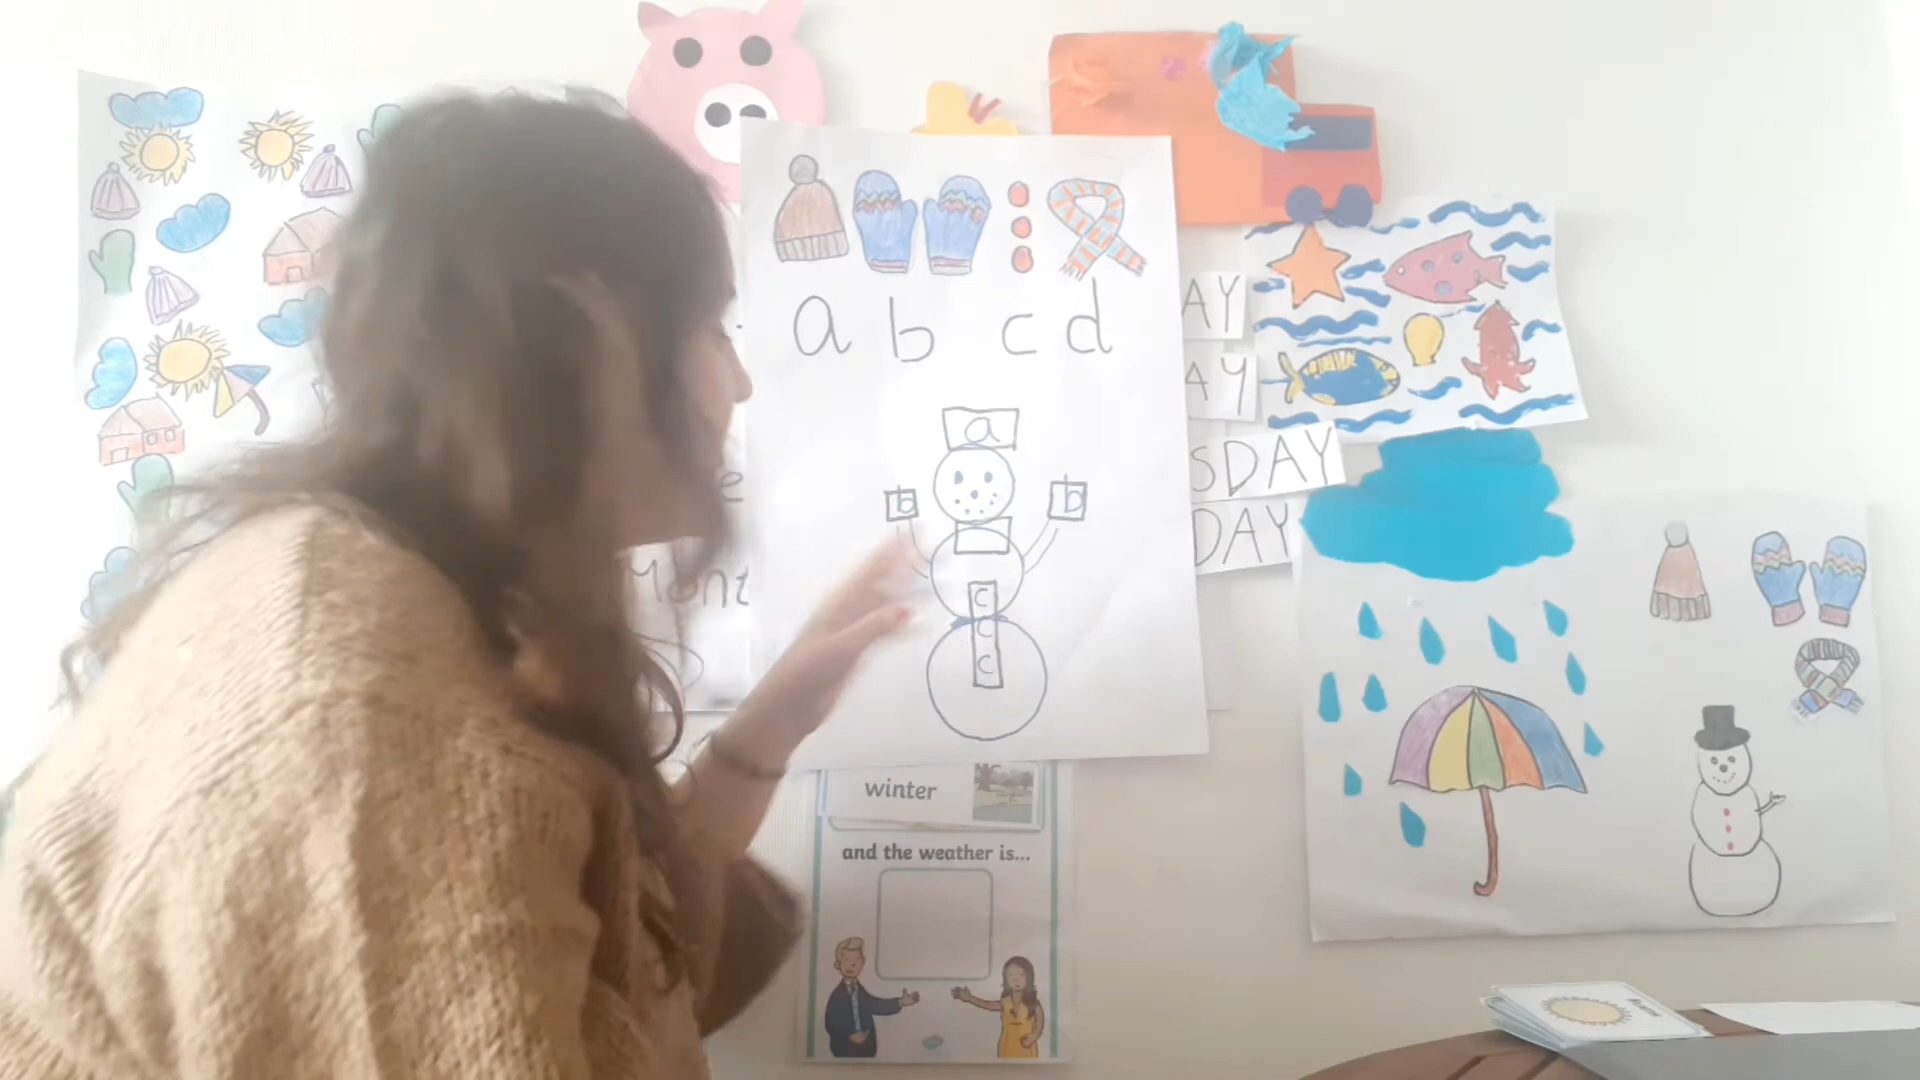 a b c d
a
b b
c
c
c
AY
AY
SDAY
DAY
e
Mont
winter
and the weather is...